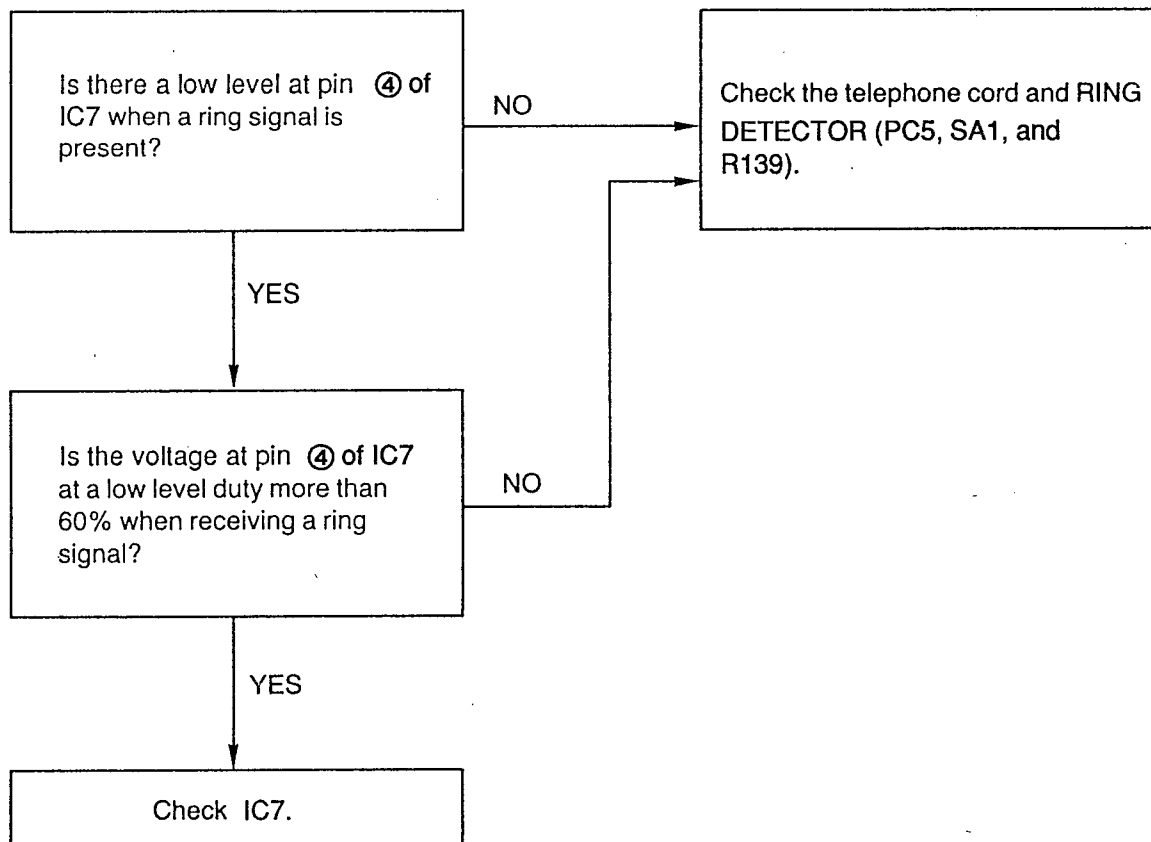 Is there a low level at pin ④ of
IC7 when a ring signal is
present?
NO
Check the telephone cord and RING
DETECTOR (PC5, SA1, and
R139).
YES
Is the voltage at pin ④ of IC7
at a low level duty more than
60% when receiving a ring
signal?
NO
YES
Check IC7.